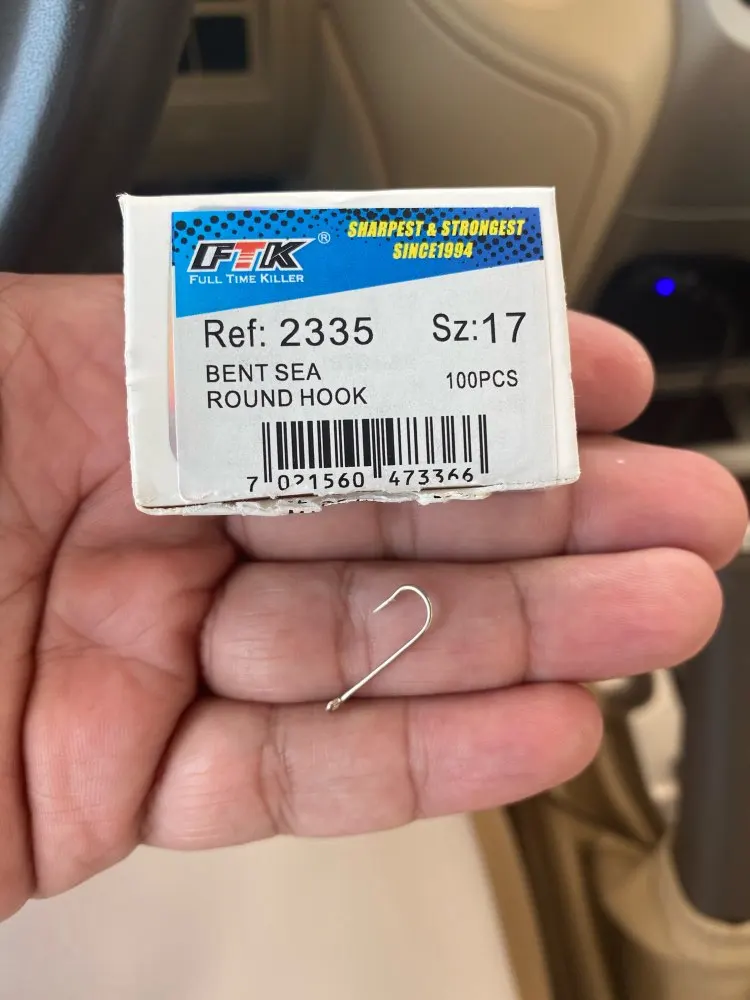 SHARPEST & STRONGEST
SINCE1994
FTK®
FULL TIME KILLER
Ref: 2335 Sz:17
BENT SEA
ROUND HOOK
100PCS
7 021560 473366